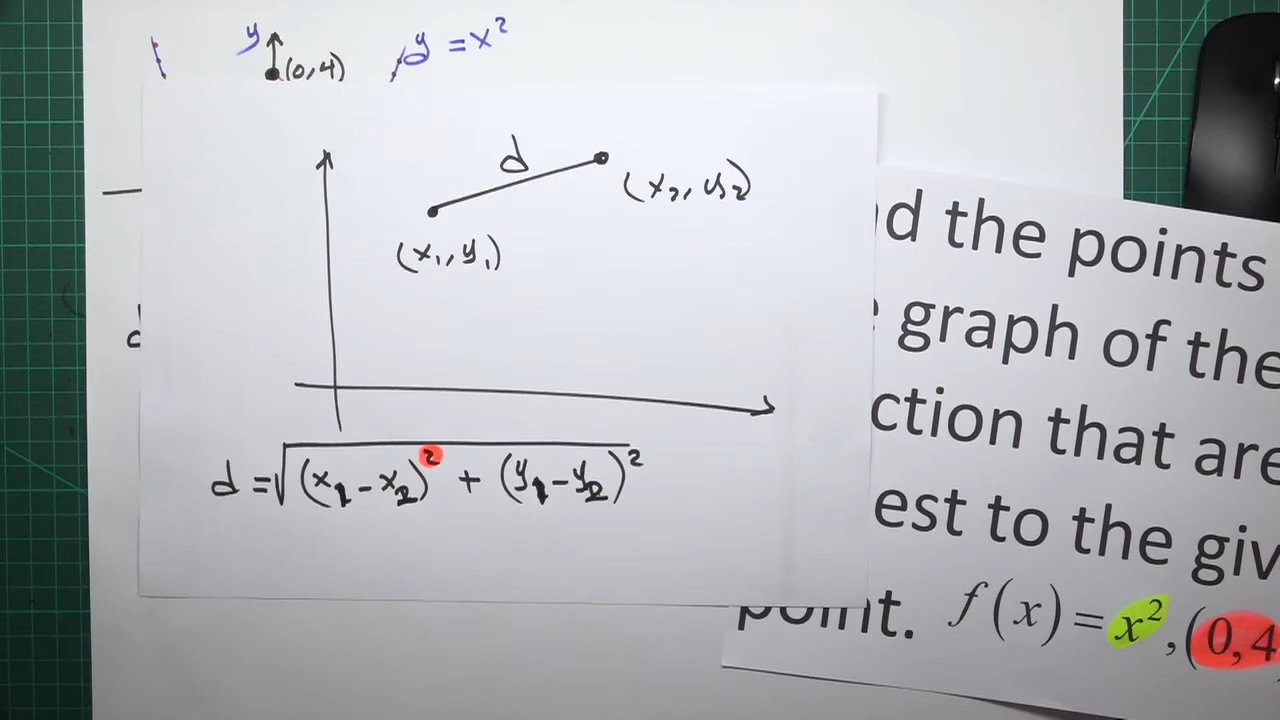 y
(0,4)
y = x²
d
(x₂, y₂)
(x₁, y₁)
d
d = √((x₁ - x₂)² + (y₁ - y₂)²)
d the points
graph of the
ction that are
est to the giv
point. f(x) = x², (0, 4